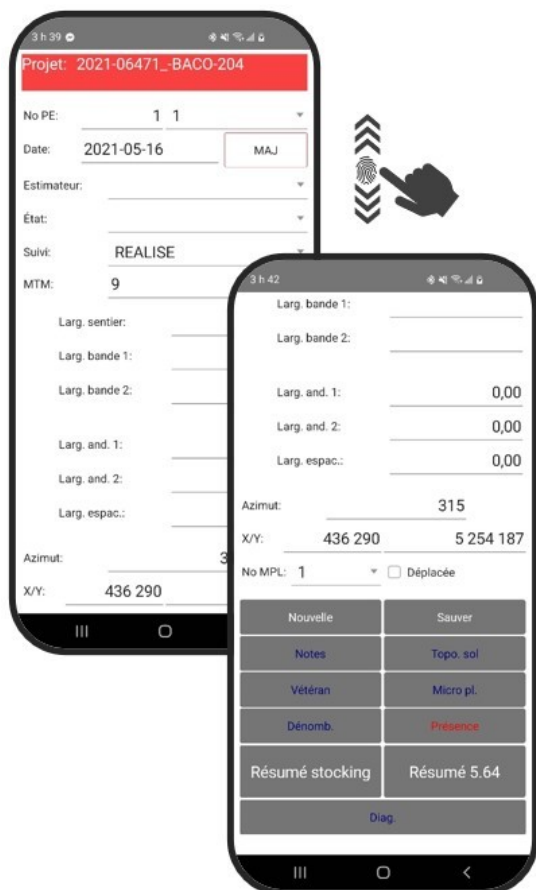 3 h 39
Projet: 2021-06471_-BACO-204
No PE: 1 1
Date: 2021-05-16 MAJ
Estimateur:
État:
Suivi: REALISE
MTM: 9
Larg. sentier:
Larg. bande 1:
Larg. bande 2:
Larg. and. 1:
Larg. and. 2:
Larg. espac.:
Azimut: 3
X/Y: 436 290
3 h 42
Larg. bande 1:
Larg. bande 2:
Larg. and. 1: 0,00
Larg. and. 2: 0,00
Larg. espac.: 0,00
Azimut: 315
X/Y: 436 290 5 254 187
No MPL: 1 Déplacée
Nouvelle Sauver
Notes Topo. sol
Vétéran Micro pl.
Dénomb. Présence
Résumé stocking Résumé 5.64
Diag.